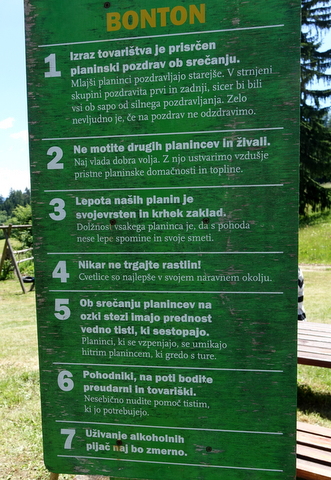 BONTON
1 Izraz tovarištva je prisrčen
planinski pozdrav ob srečanju.
Mlajši planinci pozdravljajo starejše. V strnjeni
skupini pozdravita prvi in zadnji, sicer bi bili
vsi ob sapo od silnega pozdravljanja. Zelo
nevljudno je, če na pozdrav ne odzdravimo.
2 Ne motite drugih planincev in živali.
Naj vlada dobra volja. Z njo ustvarimo vzdušje
pristne planinske domačnosti in topline.
3 Lepota naših planin je
svojevrsten in krhek zaklad.
Dolžnost vsakega planinca je, da s pohoda
nese lepe spomine in svoje smeti.
4 Nikar ne trgajte rastlin!
Cvetlice so najlepše v svojem naravnem okolju.
5 Ob srečanju planincev na
ozki stezi imajo prednost
vedno tisti, ki sestopajo.
Planinci, ki se vzpenjajo, se umikajo
hitrim planincem, ki gredo s ture.
6 Pohodniki, na poti bodite
preudarni in tovariški.
Nesebično nudite pomoč tistim,
ki jo potrebujejo.
7 Uživanje alkoholnih
pijač naj bo zmerno.